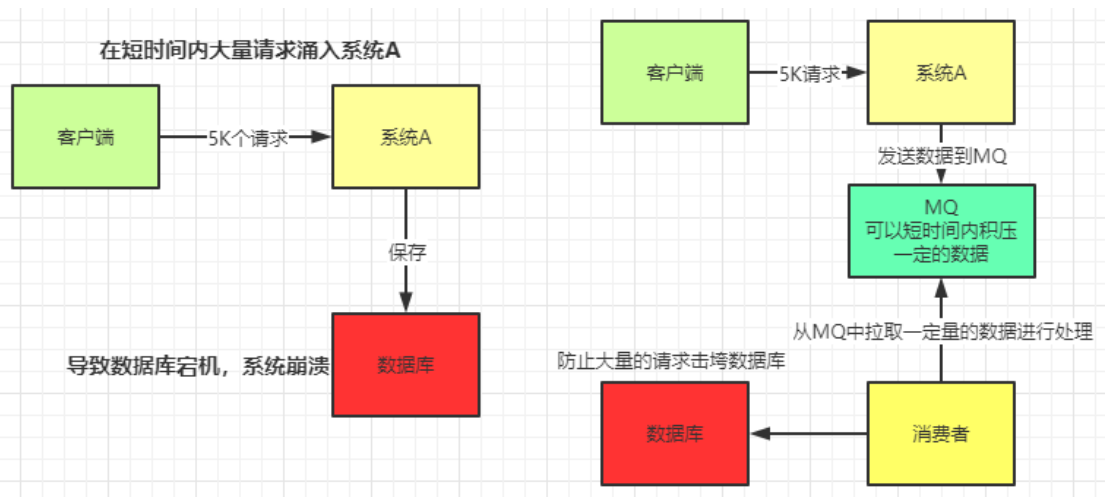 在短时间内大量请求涌入系统A
客户端
5K个请求
系统A
保存
导致数据库宕机，系统崩溃
数据库
客户端
5K请求
系统A
发送数据到MQ
MQ
可以短时间内积压
一定的数据
从MQ中拉取一定量的数据进行处理
防止大量的请求击垮数据库
数据库
消费者